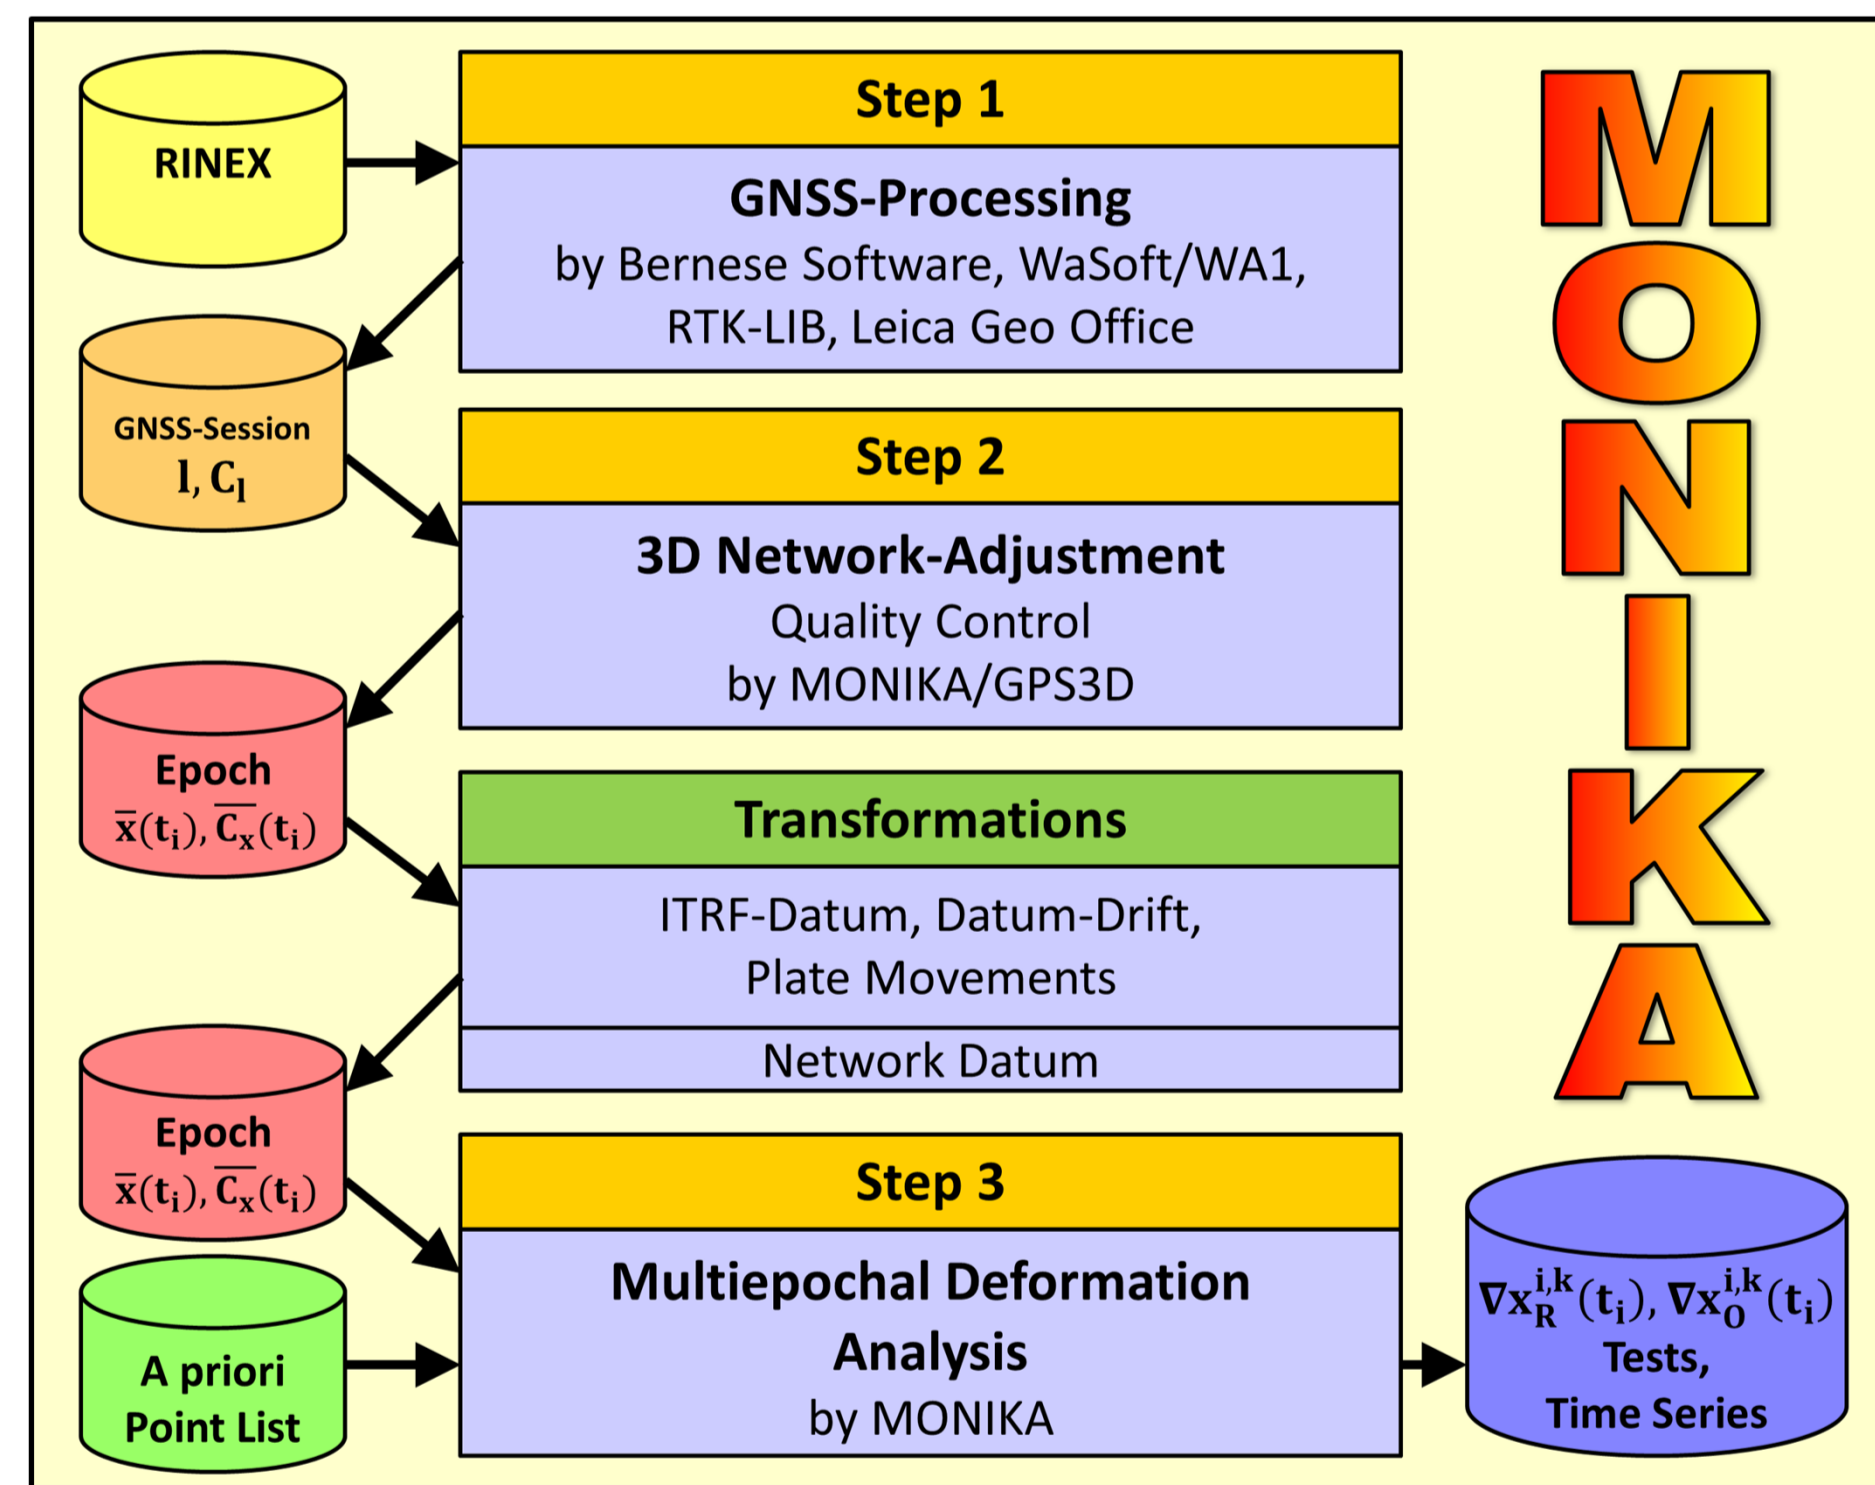 RINEX
Step 1
GNSS-Processing
by Bernese Software, WaSoft/WA1,
RTK-LIB, Leica Geo Office
GNSS-Session
l, C_l
Step 2
3D Network-Adjustment
Quality Control
by MONIKA/GPS3D
Epoch
x̅(t_i), C̅_x̅(t_i)
Transformations
ITRF-Datum, Datum-Drift,
Plate Movements
Network Datum
Epoch
x̅(t_i), C̅_x̅(t_i)
Step 3
Multiepochal Deformation
Analysis
by MONIKA
A priori
Point List
∇x_R^{i,k}(t_i), ∇x_O^{i,k}(t_i)
Tests,
Time Series
MONIKA